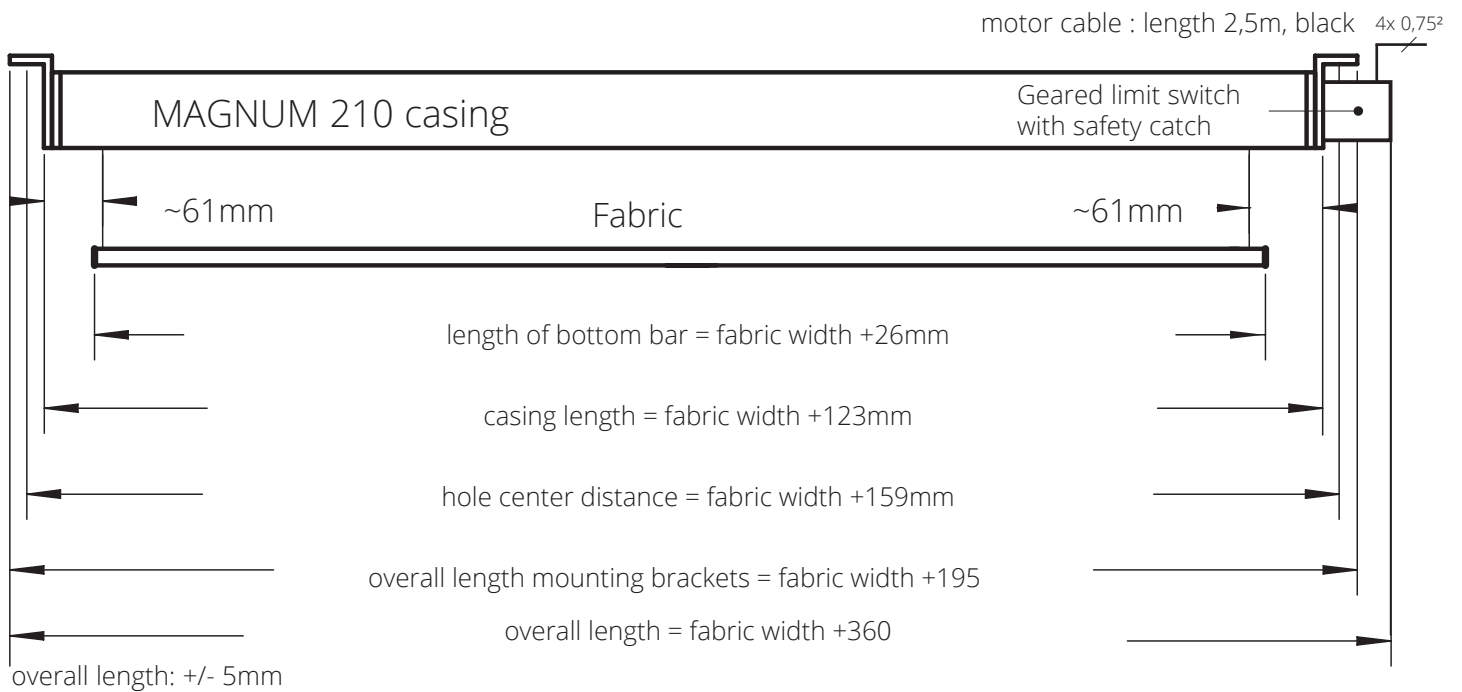 motor cable : length 2,5m, black 4x 0,75²
MAGNUM 210 casing
Geared limit switch
with safety catch
~61mm
Fabric
~61mm
length of bottom bar = fabric width +26mm
casing length = fabric width +123mm
hole center distance = fabric width +159mm
overall length mounting brackets = fabric width +195
overall length = fabric width +360
overall length: +/- 5mm